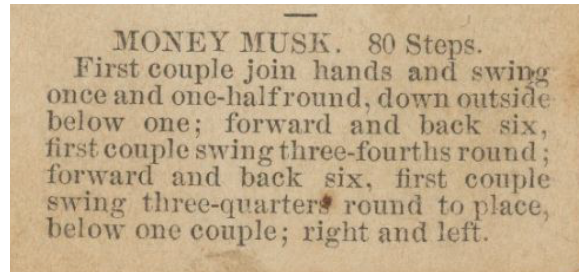 MONEY MUSK. 80 Steps.
First couple join hands and swing
once and one-half round, down outside
below one; forward and back six,
first couple swing three-fourths round;
forward and back six, first couple
swing three-quarters round to place,
below one couple; right and left.